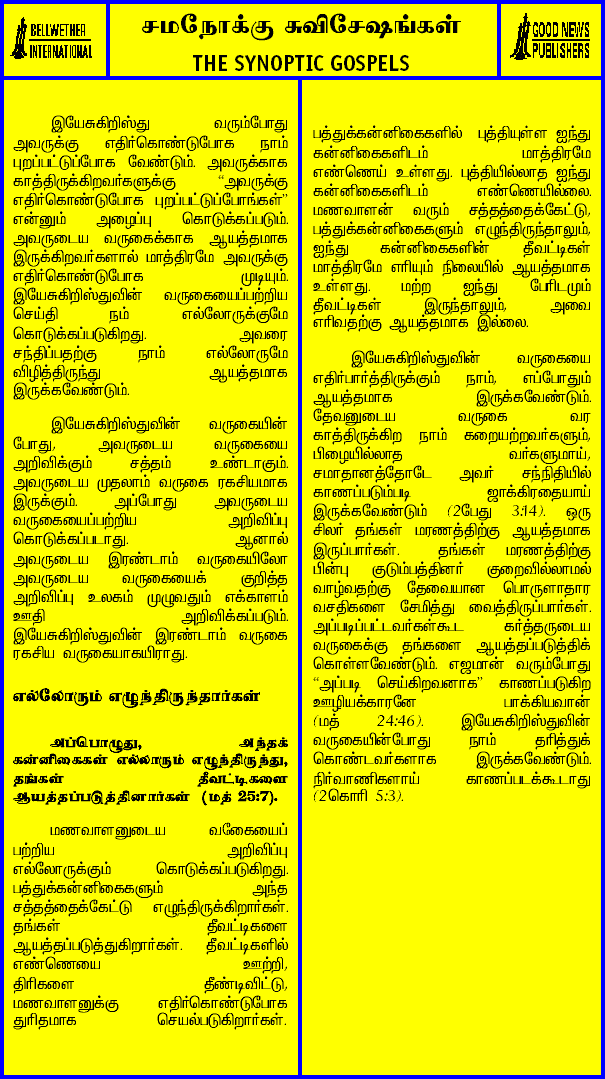 BELLWETHER
INTERNATIONAL
சமநோக்கு சுவிசேஷங்கள்
THE SYNOPTIC GOSPELS
GOOD NEWS
PUBLISHERS
இயேசுகிறிஸ்து வரும்போது
அவருக்கு எதிர்கொண்டுபோக நாம்
புறப்பட்டுப்போக வேண்டும். அவருக்காக
காத்திருக்கிறவர்களுக்கு “அவருக்கு
எதிர்கொண்டுபோக புறப்பட்டுப்போங்கள்”
என்னும் அழைப்பு கொடுக்கப்படும்.
அவருடைய வருகைக்காக ஆயத்தமாக
இருக்கிறவர்களால் மாத்திரமே அவருக்கு
எதிர்கொண்டுபோக முடியும்.
இயேசுகிறிஸ்துவின் வருகையைப்பற்றிய
செய்தி நம் எல்லோருக்குமே
கொடுக்கப்படுகிறது. அவரை
சந்திப்பதற்கு நாம் எல்லோருமே
விழித்திருந்து ஆயத்தமாக
இருக்கவேண்டும்.
இயேசுகிறிஸ்துவின் வருகையின்
போது, அவருடைய வருகையை
அறிவிக்கும் சத்தம் உண்டாகும்.
அவருடைய முதலாம் வருகை ரகசியமாக
இருக்கும். அப்போது அவருடைய
வருகையைப்பற்றிய அறிவிப்பு
கொடுக்கப்படாது. ஆனால்
அவருடைய இரண்டாம் வருகையிலோ
அவருடைய வருகையைக் குறித்த
அறிவிப்பு உலகம் முழுவதும் எக்காளம்
ஊதி அறிவிக்கப்படும்.
இயேசுகிறிஸ்துவின் இரண்டாம் வருகை
ரகசிய வருகையாகயிராது.
எல்லோரும் எழுந்திருந்தார்கள்
அப்பொழுது, அந்தக்
கன்னிகைகள் எல்லாரும் எழுந்திருந்து,
தங்கள் தீவட்டிகளை
ஆயத்தப்படுத்தினார்கள் (மத் 25:7).
மணவாளனுடைய வகையைப்
பற்றிய அறிவிப்பு
எல்லோருக்கும் கொடுக்கப்படுகிறது.
பத்துக்கன்னிகைகளும் அந்த
சத்தத்தைக்கேட்டு எழுந்திருக்கிறார்கள்.
தங்கள் தீவட்டிகளை
ஆயத்தப்படுத்துகிறார்கள். தீவட்டிகளில்
எண்ணெயை ஊற்றி,
திரிகளை தீண்டிவிட்டு,
மணவாளனுக்கு எதிர்கொண்டுபோக
துரிதமாக செயல்படுகிறார்கள்.
பத்துக்கன்னிகைகளில் புத்தியுள்ள ஐந்து
கன்னிகைகளிடம் மாத்திரமே
எண்ணெய் உள்ளது. புத்தியில்லாத ஐந்து
கன்னிகைகளிடம் எண்ணெயில்லை.
மணவாளன் வரும் சத்தத்தைக்கேட்டு,
பத்துக்கன்னிகைகளும் எழுந்திருந்தாலும்,
ஐந்து கன்னிகைகளின் தீவட்டிகள்
மாத்திரமே எரியும் நிலையில் ஆயத்தமாக
உள்ளது. மற்ற ஐந்து பேரிடமும்
தீவட்டிகள் இருந்தாலும், அவை
எரிவதற்கு ஆயத்தமாக இல்லை.
இயேசுகிறிஸ்துவின் வருகையை
எதிர்பார்த்திருக்கும் நாம், எப்போதும்
ஆயத்தமாக இருக்கவேண்டும்.
தேவனுடைய வருகை வர
காத்திருக்கிற நாம் கறையற்றவர்களும்,
பிழையில்லாத வர்களுமாய்,
சமாதானத்தோடே அவர் சந்நிதியில்
காணப்படும்படி ஜாக்கிரதையாய்
இருக்கவேண்டும் (2பேது 3:14). ஒரு
சிலர் தங்கள் மரணத்திற்கு ஆயத்தமாக
இருப்பார்கள். தங்கள் மரணத்திற்கு
பின்பு குடும்பத்தினர் குறைவில்லாமல்
வாழ்வதற்கு தேவையான பொருளாதார
வசதிகளை சேமித்து வைத்திருப்பார்கள்.
அப்படிப்பட்டவர்கள்கூட கர்த்தருடைய
வருகைக்கு தங்களை ஆயத்தப்படுத்திக்
கொள்ளவேண்டும். எஜமான் வரும்போது
“அப்படி செய்கிறவனாக” காணப்படுகிற
ஊழியக்காரனே பாக்கியவான்
(மத் 24:46). இயேசுகிறிஸ்துவின்
வருகையின்போது நாம் தரித்துக்
கொண்டவர்களாக இருக்கவேண்டும்.
நிர்வாணிகளாய் காணப்படக்கூடாது
(2கொரி 5:3).